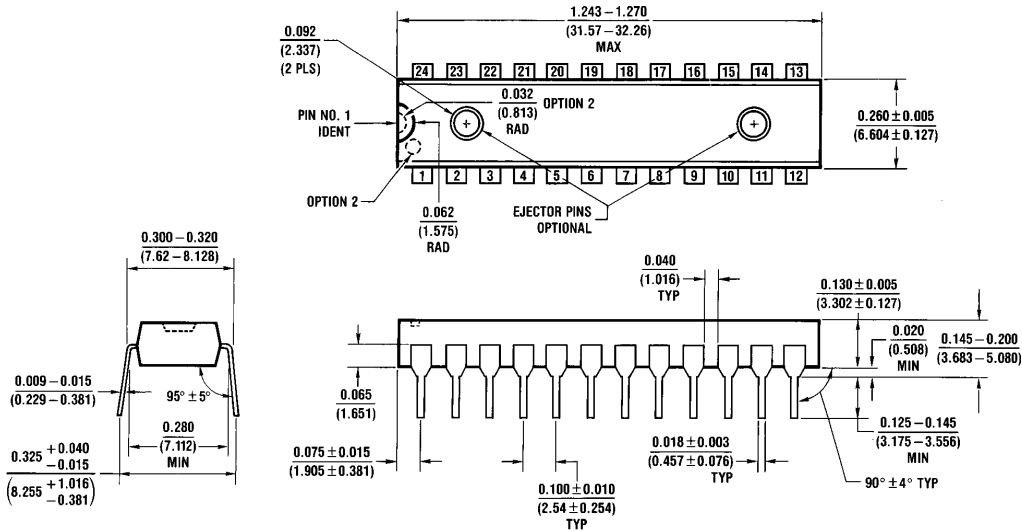 1.243 – 1.270
(31.57 – 32.26)
MAX
0.092
(2.337)
(2 PLS)
24 23 22 21 20 19 18 17 16 15 14 13
0.032
(0.813)
RAD
OPTION 2
PIN NO. 1
IDENT
0.260 ± 0.005
(6.604 ± 0.127)
1 2 3 4 5 6 7 8 9 10 11 12
OPTION 2
0.062
(1.575)
RAD
EJECTOR PINS
OPTIONAL
0.300 – 0.320
(7.62 – 8.128)
0.040
(1.016)
TYP
0.130 ± 0.005
(3.302 ± 0.127)
0.020
(0.508)
MIN
0.145 – 0.200
(3.683 – 5.080)
0.009 – 0.015
(0.229 – 0.381)
95° ± 5°
0.065
(1.651)
0.280
(7.112)
MIN
0.125 – 0.145
(3.175 – 3.556)
MIN
0.325 +0.040
–0.015
(8.255 +1.016
–0.381)
0.075 ± 0.015
(1.905 ± 0.381)
0.018 ± 0.003
(0.457 ± 0.076)
TYP
90° ± 4° TYP
0.100 ± 0.010
(2.54 ± 0.254)
TYP